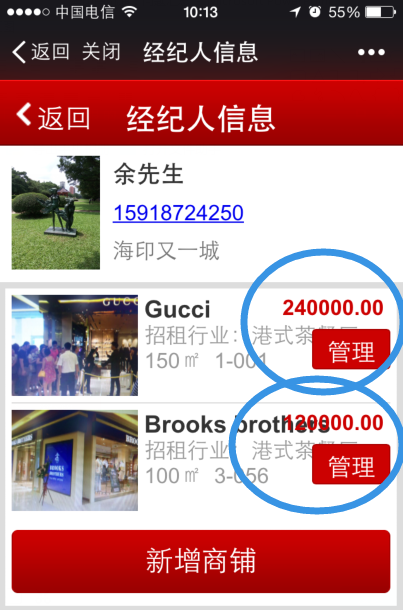 中国电信 10:13 55%
返回 关闭 经纪人信息
返回 经纪人信息
余先生
15918724250
海印又一城
GUCCI
Gucci 240000.00
招租行业：港式茶餐厅
150㎡ 1-001 管理
Brooks brothers 120000.00
招租行业：港式茶餐厅
100㎡ 3-056 管理
新增商铺